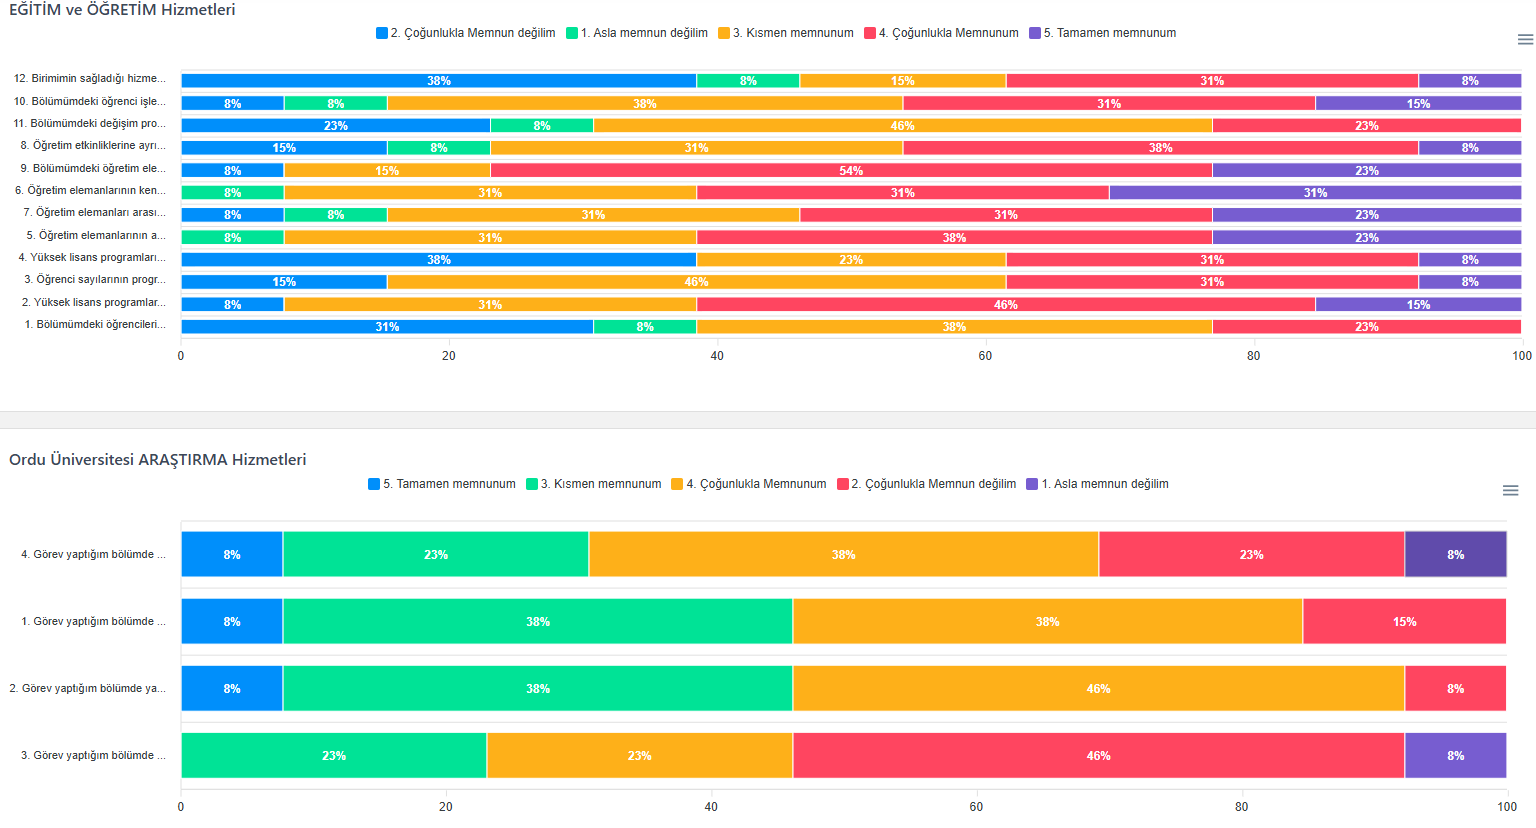 EĞİTİM ve ÖĞRETİM Hizmetleri
2. Çoğunlukla Memnun değilim 1. Asla memnun değilim 3. Kısmen memnunum 4. Çoğunlukla Memnunum 5. Tamamen memnunum
12. Birimimin sağladığı hizme... 38% 8% 15% 31% 8%
10. Bölümümdeki öğrenci işle... 8% 8% 38% 31% 15%
11. Bölümümdeki değişim pro... 23% 8% 46% 23%
8. Öğretim etkinliklerine ayrı... 15% 8% 31% 38% 8%
9. Bölümümdeki öğretim ele... 8% 15% 54% 23%
6. Öğretim elemanlarının ken... 8% 31% 31% 31%
7. Öğretim elemanları arası... 8% 8% 31% 31% 23%
5. Öğretim elemanlarının a... 8% 31% 38% 23%
4. Yüksek lisans programları... 38% 23% 31% 8%
3. Öğrenci sayılarının progr... 15% 46% 31% 8%
2. Yüksek lisans programlar... 8% 31% 46% 15%
1. Bölümümdeki öğrencileri... 31% 8% 38% 23%
0 20 40 60 80 100
Ordu Üniversitesi ARAŞTIRMA Hizmetleri
5. Tamamen memnunum 3. Kısmen memnunum 4. Çoğunlukla Memnunum 2. Çoğunlukla Memnun değilim 1. Asla memnun değilim
4. Görev yaptığım bölümde ... 8% 23% 38% 23% 8%
1. Görev yaptığım bölümde ... 8% 38% 38% 15%
2. Görev yaptığım bölümde ya... 8% 38% 46% 8%
3. Görev yaptığım bölümde ... 23% 23% 46% 8%
0 20 40 60 80 100